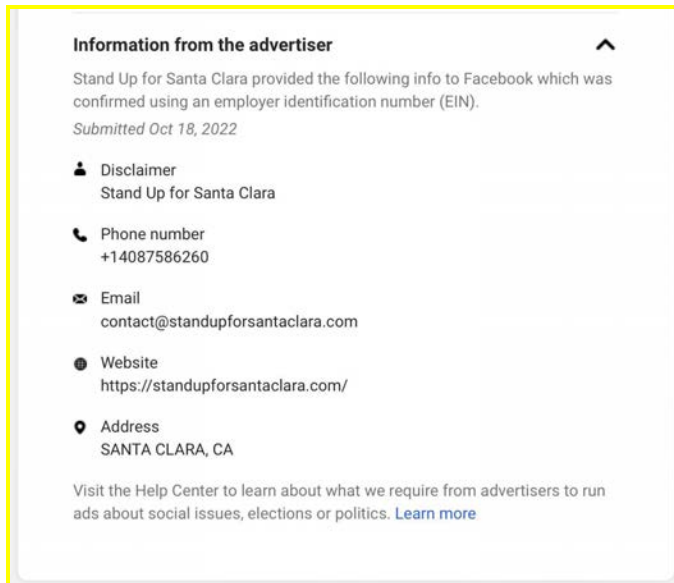 Information from the advertiser
Stand Up for Santa Clara provided the following info to Facebook which was
confirmed using an employer identification number (EIN).
Submitted Oct 18, 2022
Disclaimer
Stand Up for Santa Clara
Phone number
+14087586260
Email
contact@standupforsantaclara.com
Website
https://standupforsantaclara.com/
Address
SANTA CLARA, CA
Visit the Help Center to learn about what we require from advertisers to run
ads about social issues, elections or politics. Learn more